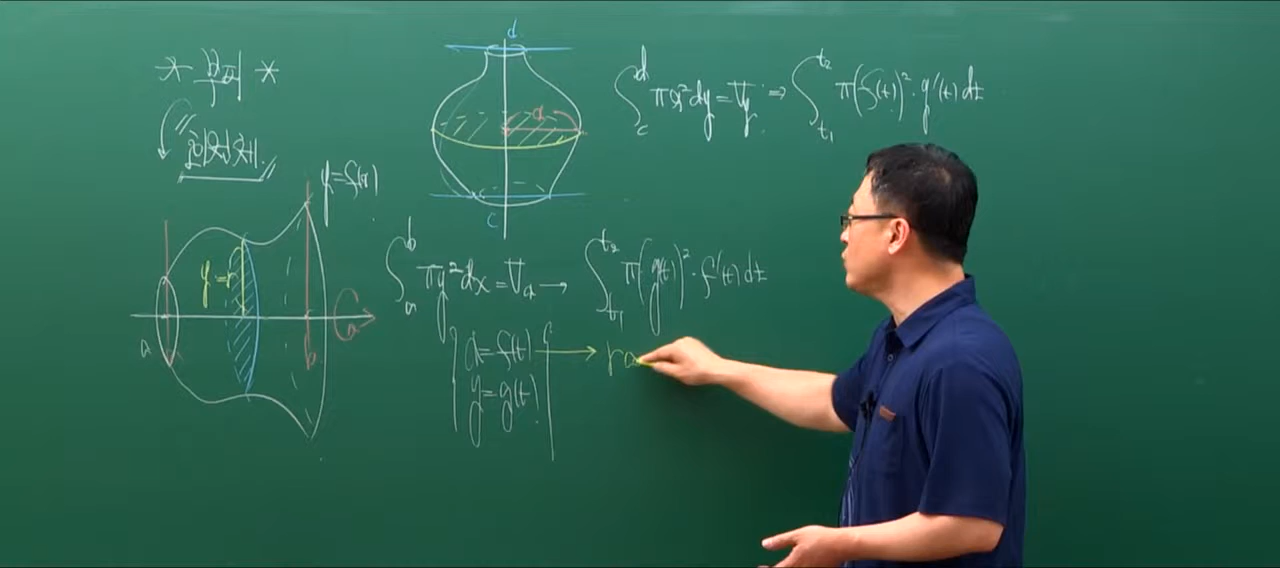 * 부피 *
회전체
y=f(x)
y=r
a
b
d
x
c
∫_c^d πx²dy=V_y ⇒ ∫_{t₁}^{t₂} π(f(t))²·g'(t)dt
∫_a^b πy²dx=V_x → ∫_{t₁}^{t₂} π(g(t))²·f'(t)dt
x=f(t) →
y=g(t)